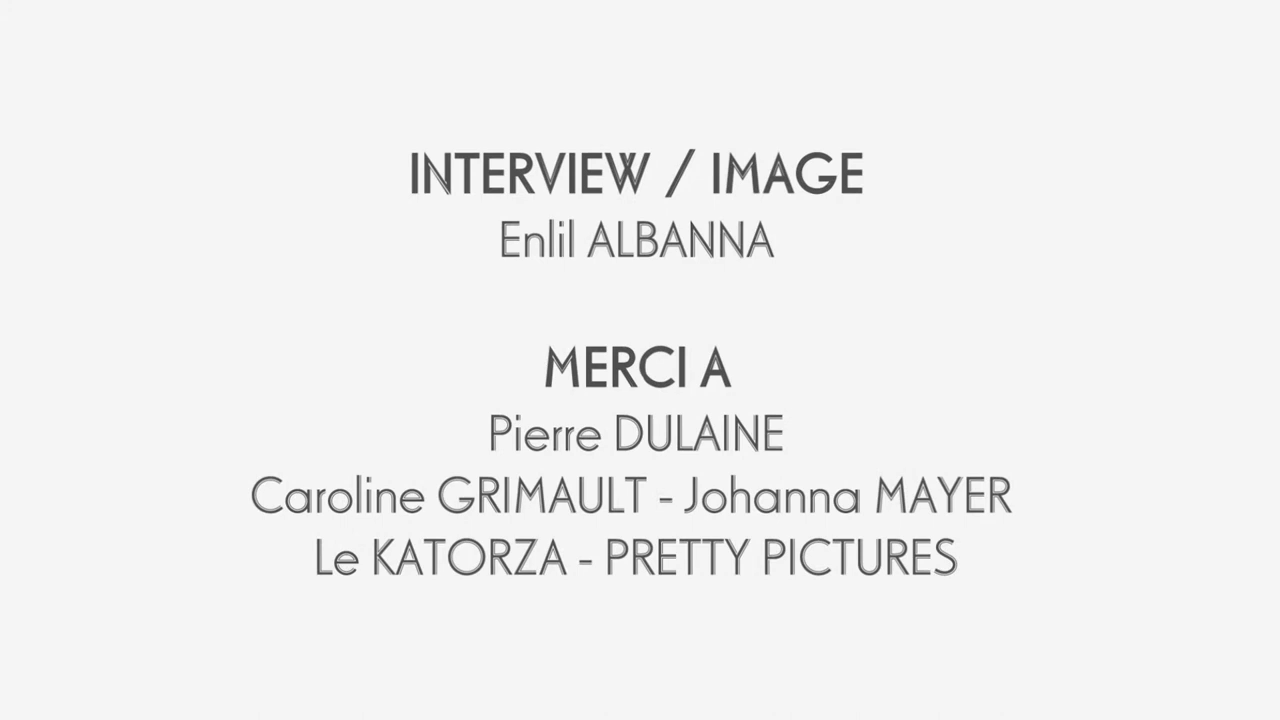 INTERVIEW / IMAGE
Enlil ALBANNA
MERCI A
Pierre DULAINE
Caroline GRIMAULT - Johanna MAYER
Le KATORZA - PRETTY PICTURES